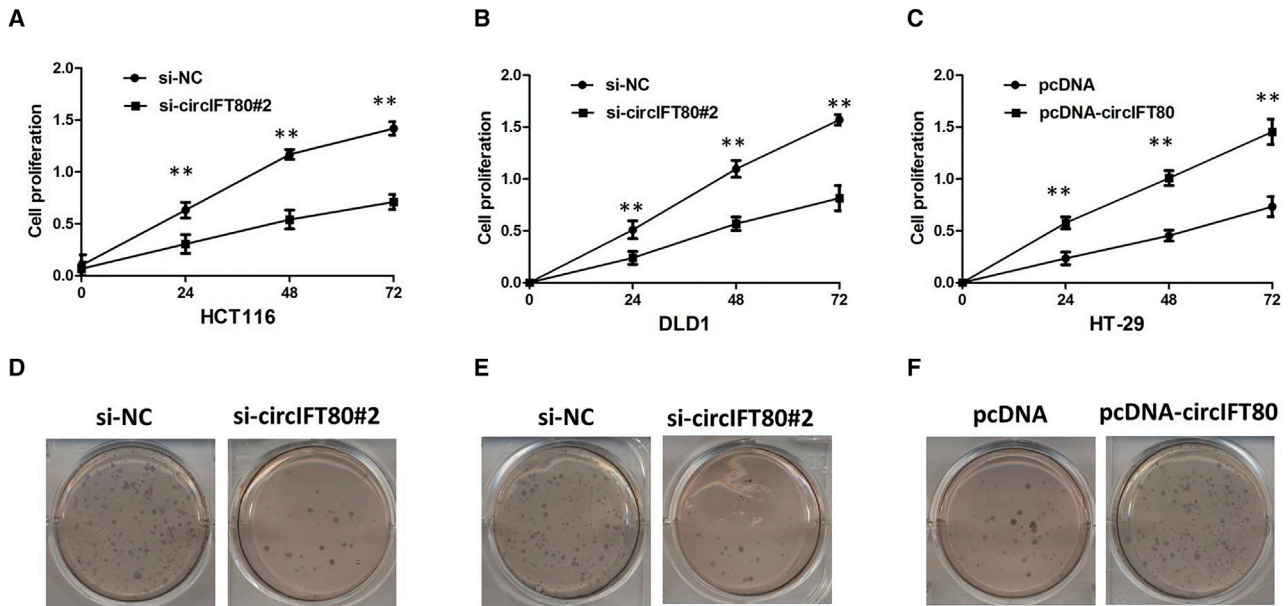 A
B
C
2.0
1.5
1.0
0.5
0.0
Cell proliferation
si-NC
si-circIFT80#2
**
**
**
0 24 48 72
HCT116
2.0
1.5
1.0
0.5
0.0
Cell proliferation
si-NC
si-circIFT80#2
**
**
**
0 24 48 72
DLD1
2.0
1.5
1.0
0.5
0.0
Cell proliferation
pcDNA
pcDNA-circIFT80
**
**
**
0 24 48 72
HT-29
D
E
F
si-NC
si-circIFT80#2
si-NC
si-circIFT80#2
pcDNA
pcDNA-circIFT80